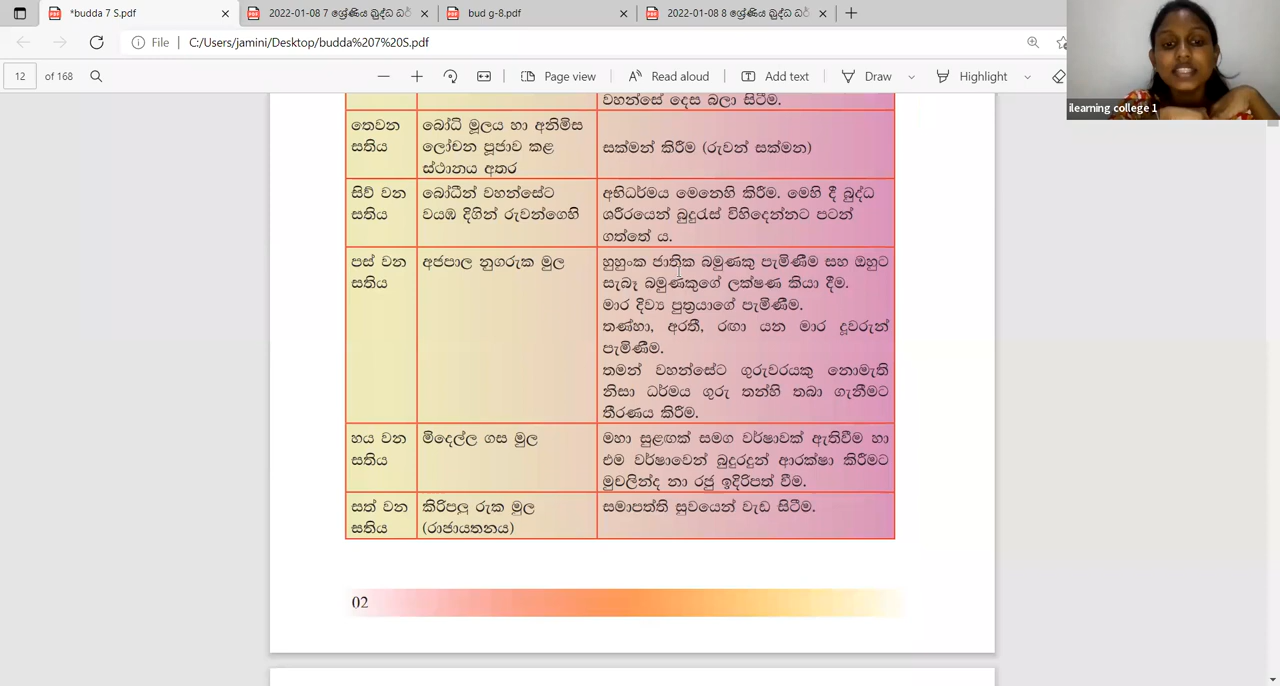 *budda 7 S.pdf
2022-01-08 7 ශ්‍රේණිය බුද්ධ ධර්
bud g-8.pdf
2022-01-08 8 ශ්‍රේණිය බුද්ධ ධර්
File
C:/Users/jamini/Desktop/budda%207%20S.pdf
12 of 168
Page view
Read aloud
Add text
Draw
Highlight
ilearning college 1
වහන්සේ දෙස බලා සිටීම.
තෙවන
සතිය
බෝධි මූලය හා අනිමිස
ලෝචන පූජාව කළ
ස්ථානය අතර
සක්මන් කිරීම (රුවන් සක්මන)
සිව් වන
සතිය
බෝධීන් වහන්සේට
වයඹ දිගින් රුවන්ගෙහි
අභිධර්මය මෙනෙහි කිරීම. මෙහි දී බුද්ධ
ශරීරයෙන් බුදුරැස් විහිදෙන්නට පටන්
ගත්තේ ය.
පස් වන
සතිය
අජපාල නුගරුක මුල
හුහුංක ජාතික බමුණකු පැමිණීම සහ ඔහුට
සැබෑ බමුණකුගේ ලක්ෂණ කියා දීම.
මාර දිව්‍ය පුත්‍රයාගේ පැමිණීම.
තණ්හා, අරතී, රඟා යන මාර දූවරුන්
පැමිණීම.
තමන් වහන්සේට ගුරුවරයකු නොමැති
නිසා ධර්මය ගුරු තන්හි තබා ගැනීමට
තීරණය කිරීම.
හය වන
සතිය
මිදෙල්ල ගස මුල
මහා සුළඟක් සමග වර්ෂාවක් ඇතිවීම හා
එම වර්ෂාවෙන් බුදුරදුන් ආරක්ෂා කිරීමට
මුචලින්ද නා රජු ඉදිරිපත් වීම.
සත් වන
සතිය
කිරිපලු රුක මුල
(රාජායතනය)
සමාපත්ති සුවයෙන් වැඩ සිටීම.
02